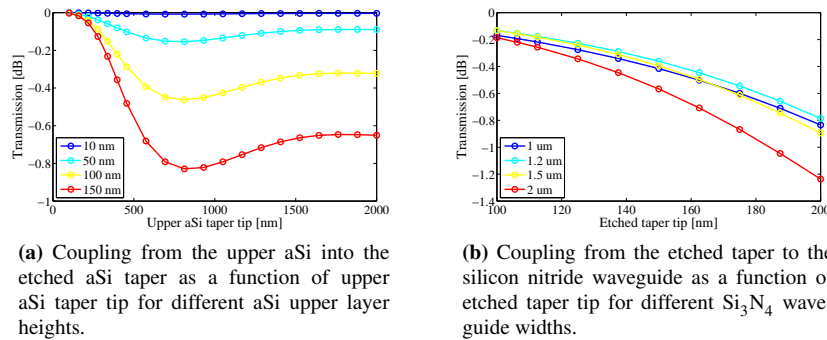 0
−0.2
−0.4
−0.6
−0.8
−1
Transmission [dB]
10 nm
50 nm
100 nm
150 nm
0 500 1000 1500 2000
Upper aSi taper tip [nm]
(a) Coupling from the upper aSi into the
etched aSi taper as a function of upper
aSi taper tip for different aSi upper layer
heights.
0
−0.2
−0.4
−0.6
−0.8
−1
−1.2
−1.4
Transmission [dB]
1 um
1.2 um
1.5 um
2 um
100 120 140 160 180 200
Etched taper tip [nm]
(b) Coupling from the etched taper to the
silicon nitride waveguide as a function o
etched taper tip for different Si3N4 wave
guide widths.